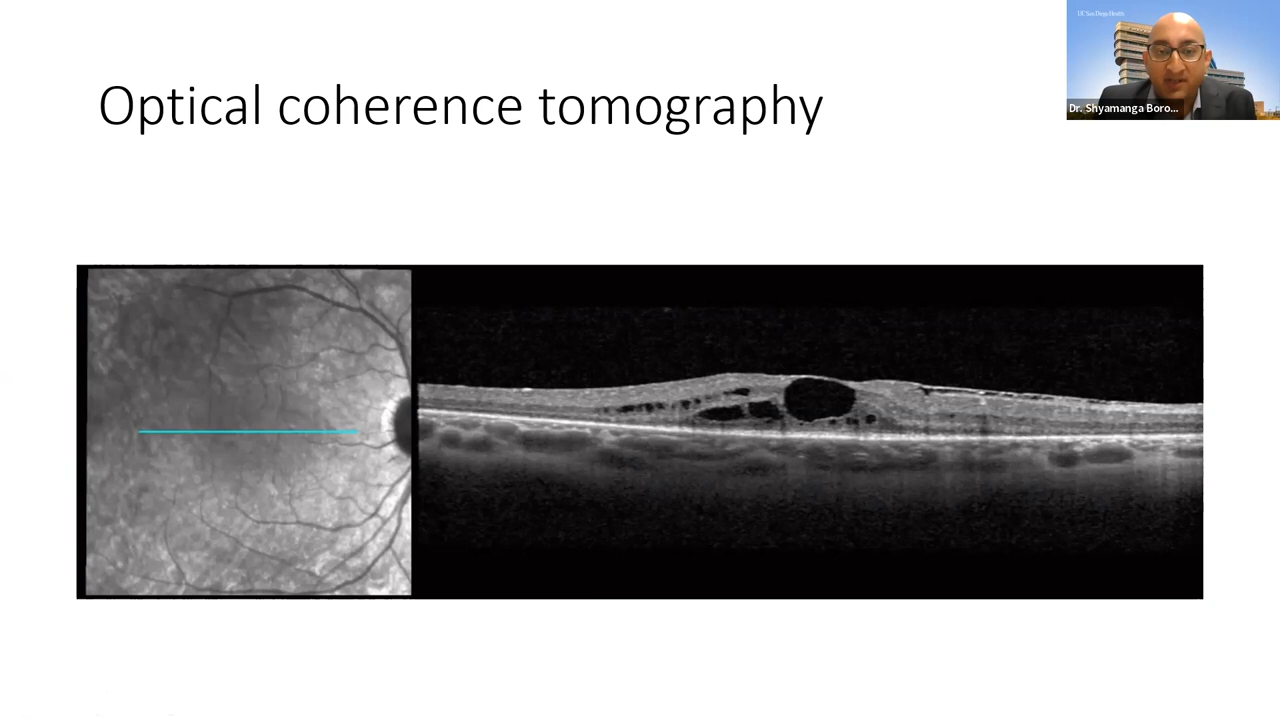 UC San Diego Health
Optical coherence tomography
Dr. Shyamanga Boro...